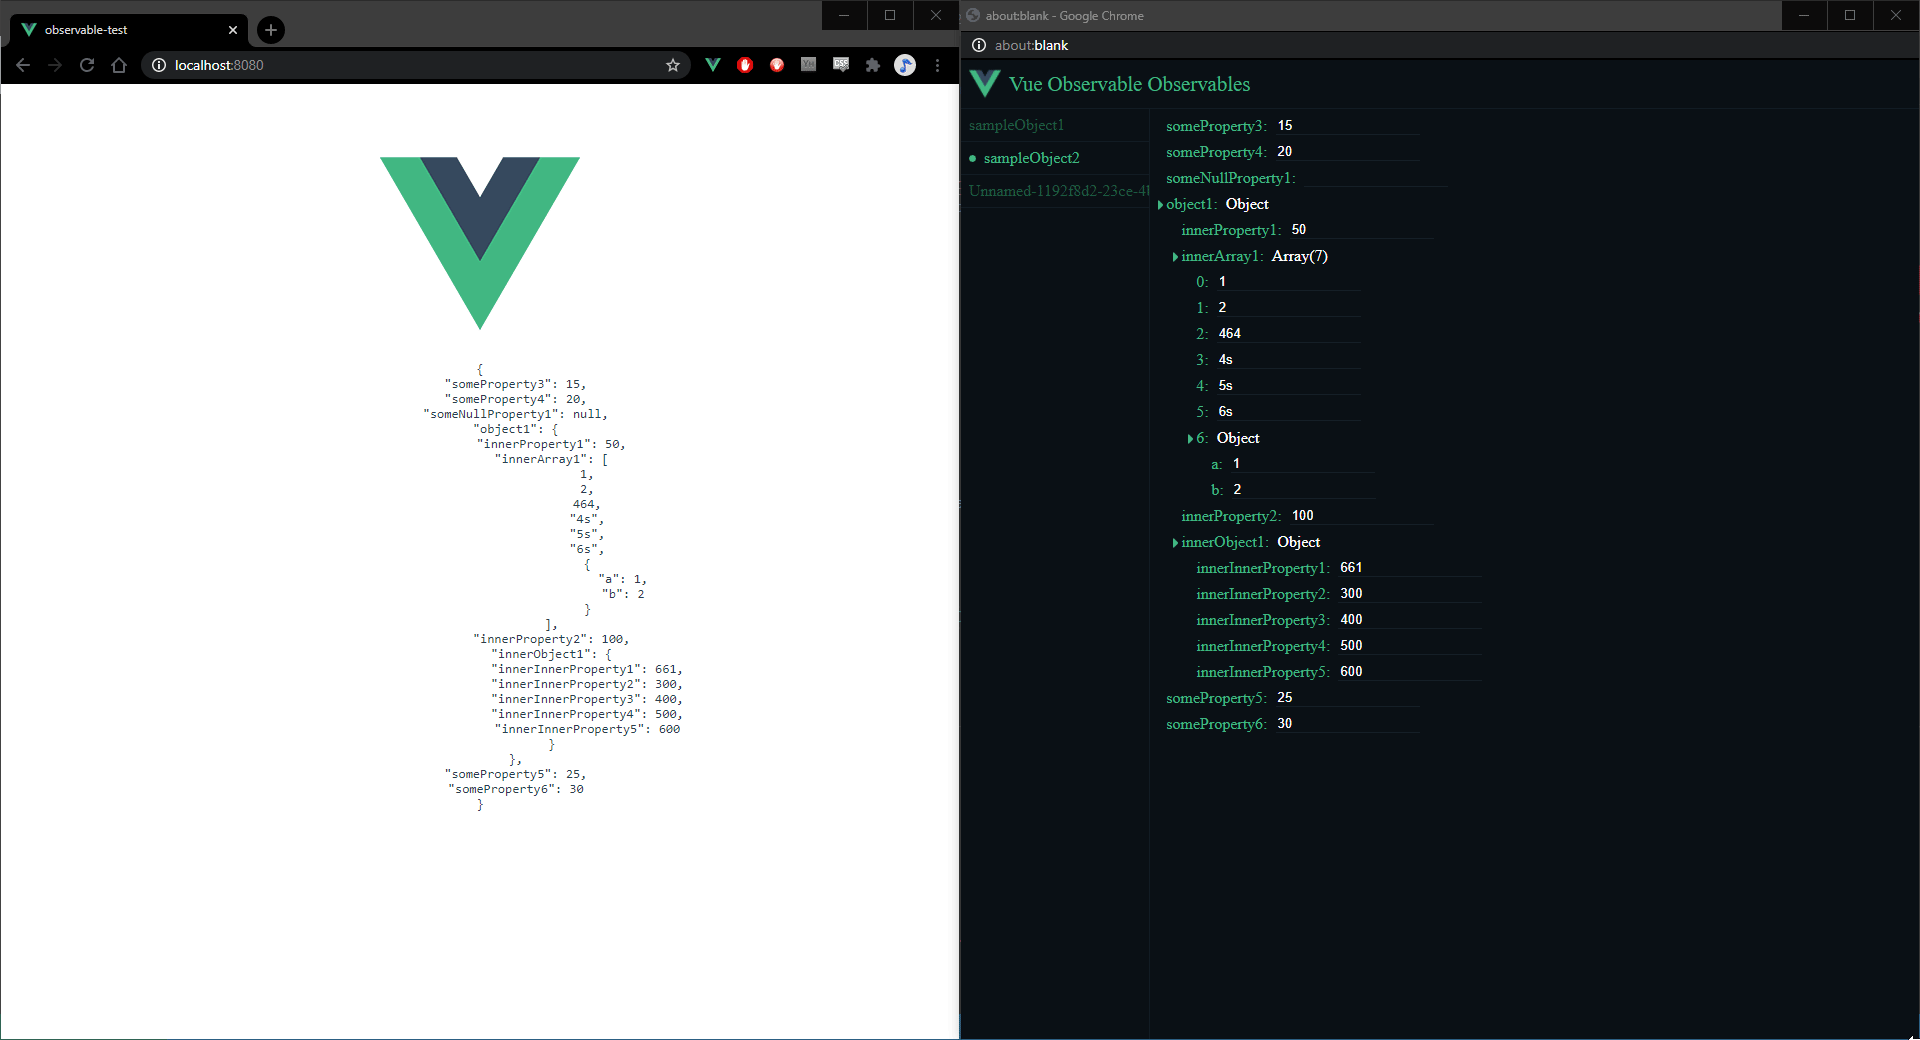 observable-test
localhost:8080
{
"someProperty3": 15,
"someProperty4": 20,
"someNullProperty1": null,
"object1": {
"innerProperty1": 50,
"innerArray1": [
1,
2,
464,
"4s",
"5s",
"6s",
{
"a": 1,
"b": 2
}
],
"innerProperty2": 100,
"innerObject1": {
"innerInnerProperty1": 661,
"innerInnerProperty2": 300,
"innerInnerProperty3": 400,
"innerInnerProperty4": 500,
"innerInnerProperty5": 600
}
},
"someProperty5": 25,
"someProperty6": 30
}
about:blank - Google Chrome
about:blank
Vue Observable Observables
sampleObject1
sampleObject2
Unnamed-1192f8d2-23ce-4
someProperty3: 15
someProperty4: 20
someNullProperty1:
object1: Object
innerProperty1: 50
innerArray1: Array(7)
0: 1
1: 2
2: 464
3: 4s
4: 5s
5: 6s
6: Object
a: 1
b: 2
innerProperty2: 100
innerObject1: Object
innerInnerProperty1: 661
innerInnerProperty2: 300
innerInnerProperty3: 400
innerInnerProperty4: 500
innerInnerProperty5: 600
someProperty5: 25
someProperty6: 30